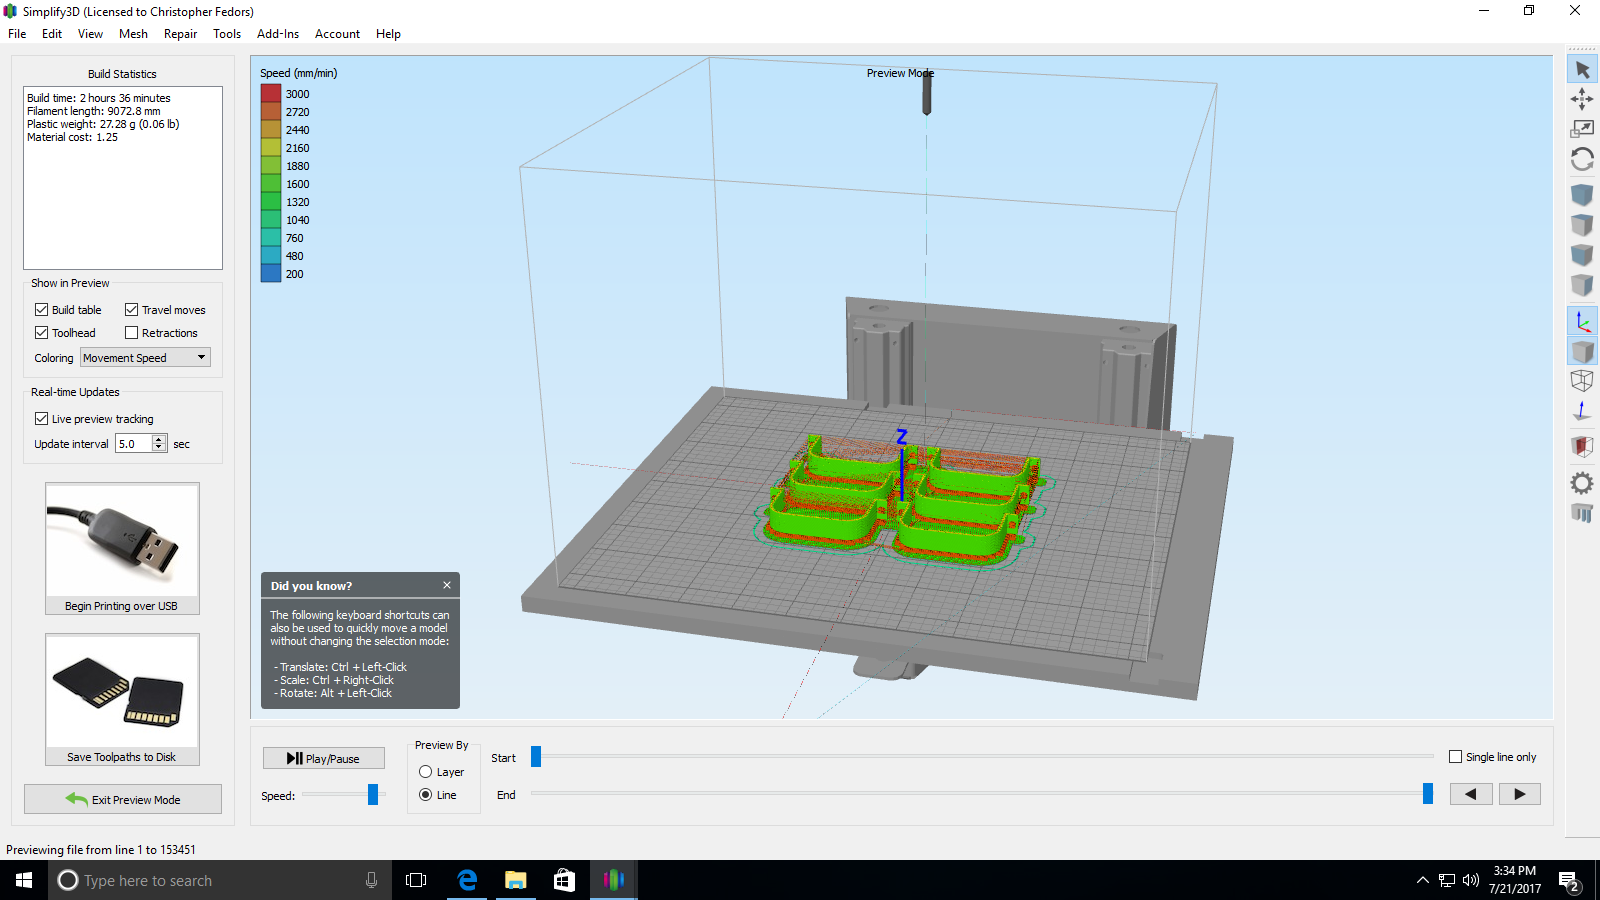 Simplify3D (Licensed to Christopher Fedors)
File Edit View Mesh Repair Tools Add-Ins Account Help
Build Statistics
Build time: 2 hours 36 minutes
Filament length: 9072.8 mm
Plastic weight: 27.28 g (0.06 lb)
Material cost: 1.25
Show in Preview
Build table
Travel moves
Toolhead
Retractions
Coloring Movement Speed
Real-time Updates
Live preview tracking
Update interval 5.0 sec
Begin Printing over USB
Save Toolpaths to Disk
Exit Preview Mode
Speed (mm/min)
3000
2720
2440
2160
1880
1600
1320
1040
760
480
200
Preview Mode
Z
Did you know?
The following keyboard shortcuts can
also be used to quickly move a model
without changing the selection mode:
- Translate: Ctrl + Left-Click
- Scale: Ctrl + Right-Click
- Rotate: Alt + Left-Click
Play/Pause
Speed:
Preview By
Layer
Line
Start
End
Single line only
Previewing file from line 1 to 153451
Type here to search
3:34 PM
7/21/2017
2